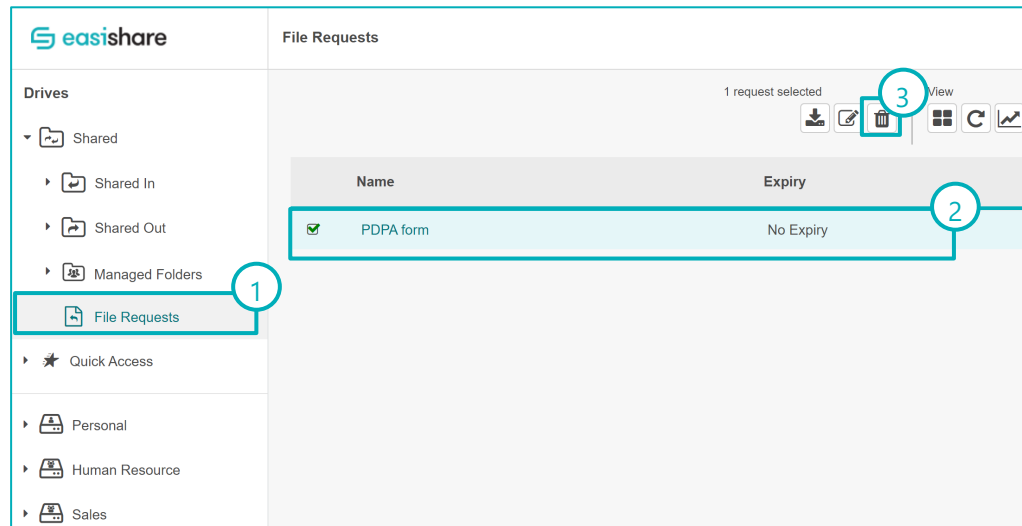 easishare
File Requests
Drives
Shared
Shared In
Shared Out
Managed Folders
1
File Requests
Quick Access
Personal
Human Resource
Sales
1 request selected
3
View
Name Expiry
2
PDPA form No Expiry